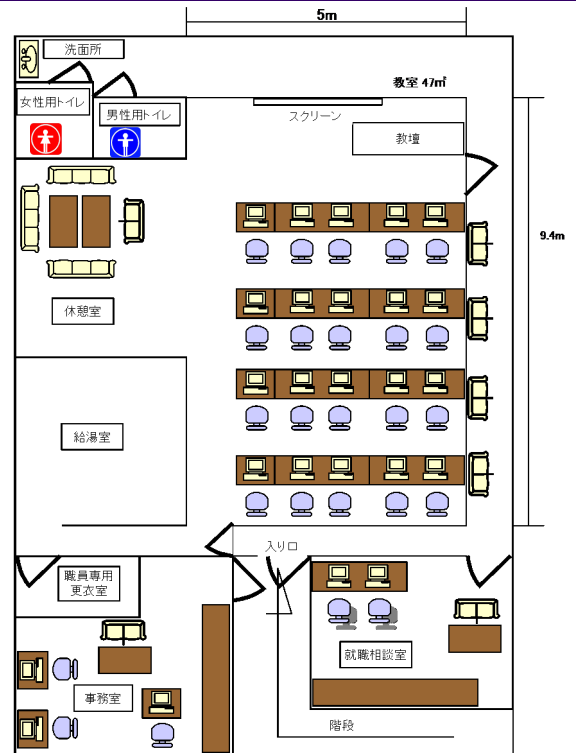 5m
洗面所
教室 47㎡
女性用トイレ
男性用トイレ
スクリーン
教壇
9.4m
休憩室
給湯室
入り口
職員専用
更衣室
就職相談室
事務室
階段